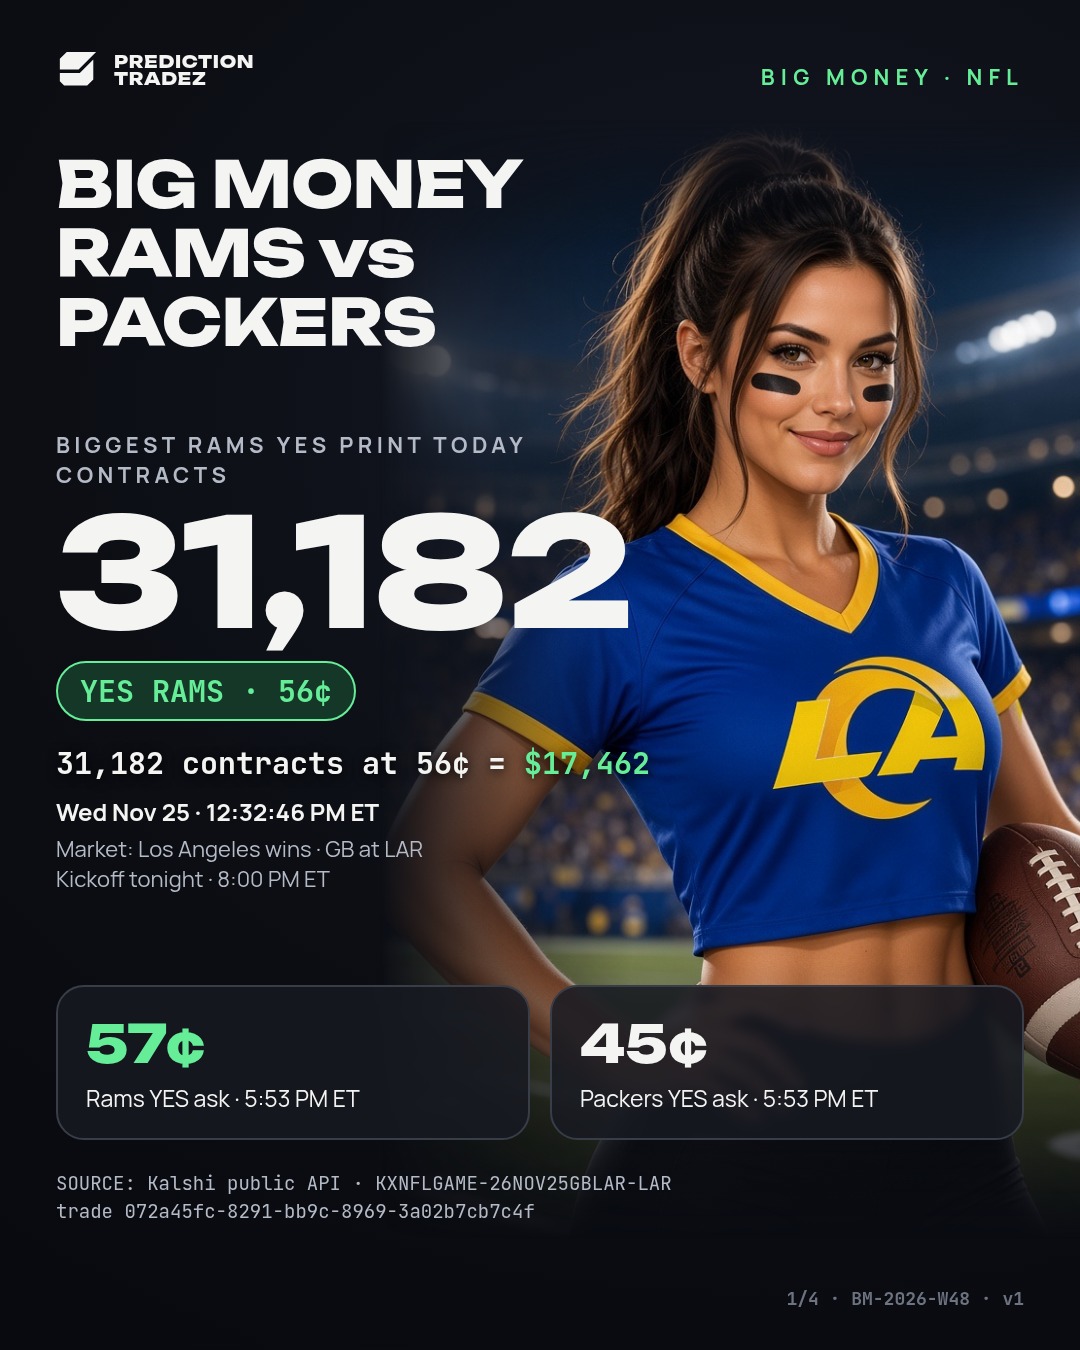 PREDICTION
TRADEZ
BIG MONEY · NFL
BIG MONEY
RAMS vs
PACKERS
BIGGEST RAMS YES PRINT TODAY
CONTRACTS
31,182
YES RAMS · 56¢
31,182 contracts at 56¢ = $17,462
Wed Nov 25 · 12:32:46 PM ET
Market: Los Angeles wins · GB at LAR
Kickoff tonight · 8:00 PM ET
LA
57¢
Rams YES ask · 5:53 PM ET
45¢
Packers YES ask · 5:53 PM ET
SOURCE: Kalshi public API · KXNFLGAME-26NOV25GBLAR-LAR
trade 072a45fc-8291-bb9c-8969-3a02b7cb7c4f
1/4 · BM-2026-W48 · v1